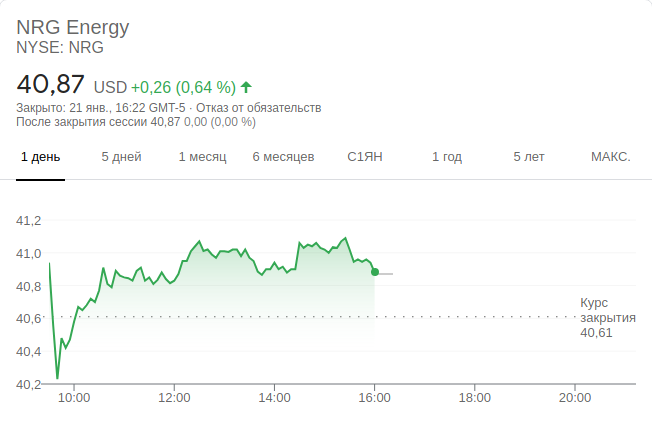 NRG Energy
NYSE: NRG
40,87 USD +0,26 (0,64 %)
Закрыто: 21 янв., 16:22 GMT-5 · Отказ от обязательств
После закрытия сессии 40,87 0,00 (0,00 %)
1 день 5 дней 1 месяц 6 месяцев С1ЯН 1 год 5 лет МАКС.
41,2
41,0
40,8
40,6
40,4
40,2
Курс
закрытия
40,61
10:00 12:00 14:00 16:00 18:00 20:00